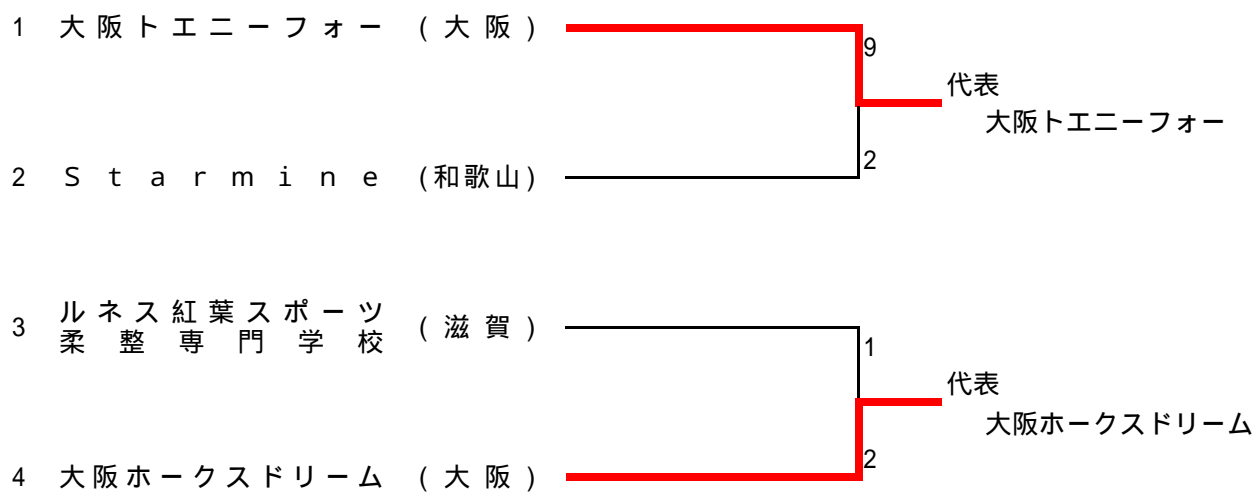 1 大阪トエニーフォー (大阪)
9
代表
大阪トエニーフォー
2 Starmine (和歌山)
2
3 ルネス紅葉スポーツ
柔整専門学校 (滋賀)
1
代表
大阪ホークスドリーム
4 大阪ホークスドリーム (大阪)
2